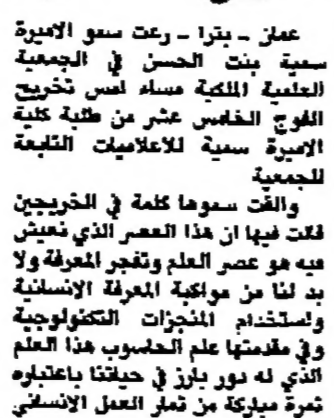 عمان - بترا - رعت سمو الاميرة
سمية بنت الحسن في الجمعية
العلمية الملكية مساء امس تخريج
الفوج الخامس عشر من طلبة كلية
الاميرة سمية للاعلاميات التابعة
للجمعية
والقت سموها كلمة في الخريجين
قالت فيها ان هذا العصر الذي نعيش
فيه هو عصر العلم وتفجر المعرفة ولا
بد لنا من مواكبة المعرفة الانسانية
واستخدام المنجزات التكنولوجية
وفي مقدمتها علم الحاسوب هذا العلم
الذي له دور بارز في حياتنا باعتباره
ثمرة مباركة من ثمار العمل الانساني